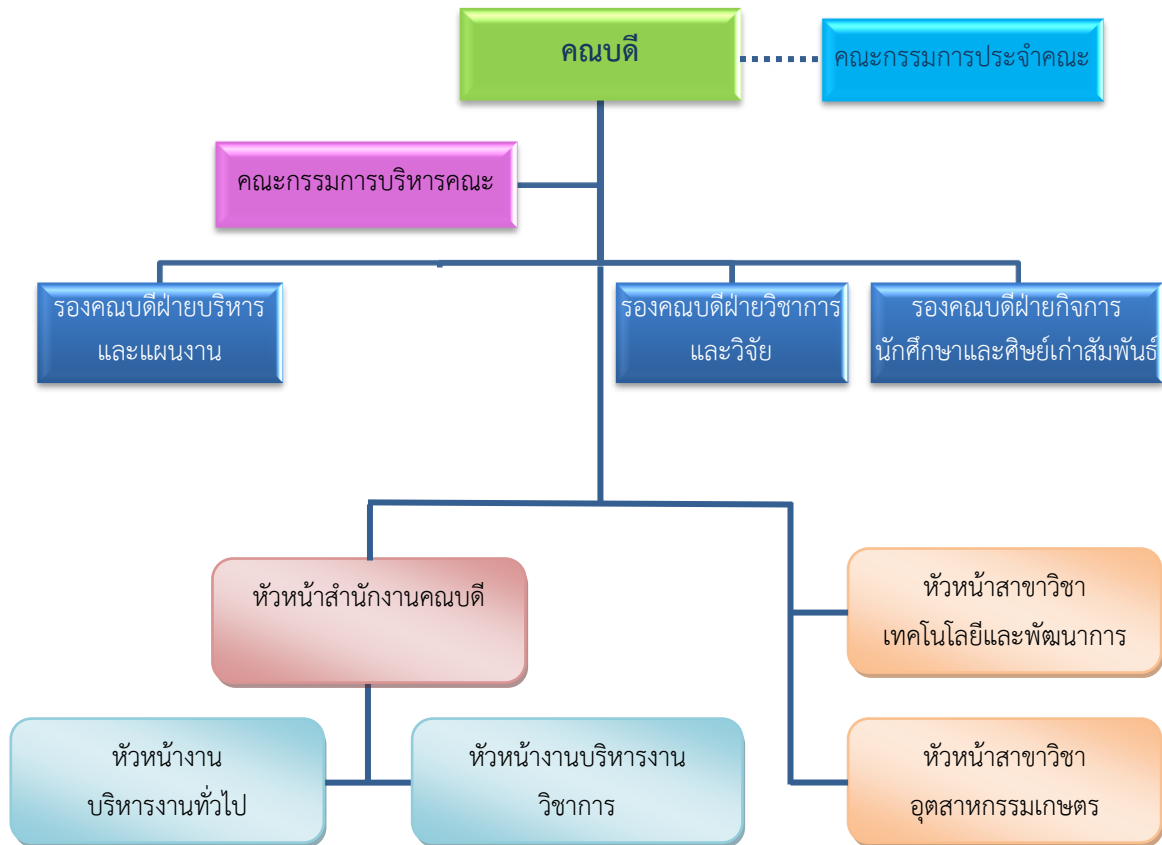 คณบดี
คณะกรรมการประจำคณะ
คณะกรรมการบริหารคณะ
รองคณบดีฝ่ายบริหาร
และแผนงาน
รองคณบดีฝ่ายวิชาการ
และวิจัย
รองคณบดีฝ่ายกิจการ
นักศึกษาและศิษย์เก่าสัมพันธ์
หัวหน้าสำนักงานคณบดี
หัวหน้าสาขาวิชา
เทคโนโลยีและพัฒนาการ
หัวหน้างาน
บริหารงานทั่วไป
หัวหน้างานบริหารงาน
วิชาการ
หัวหน้าสาขาวิชา
อุตสาหกรรมเกษตร